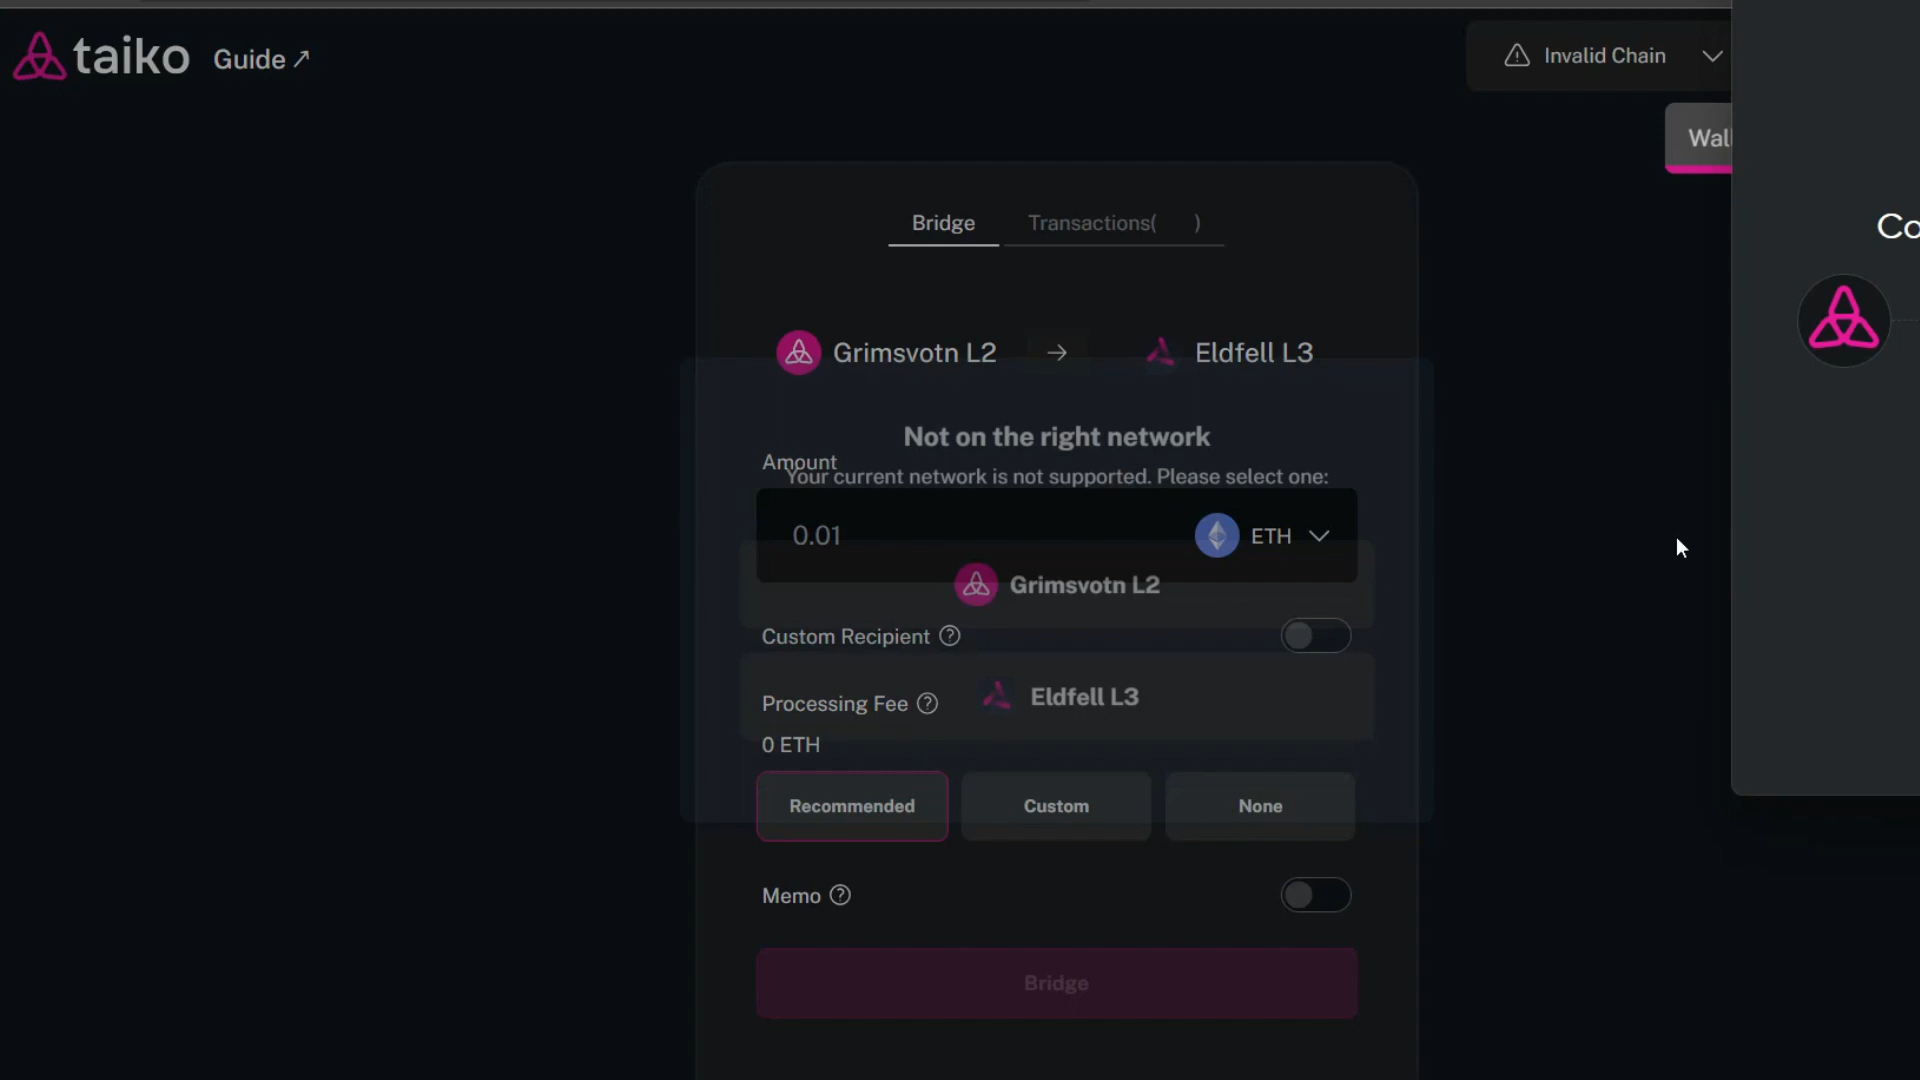 taiko Guide ↗
Invalid Chain
Bridge Transactions( )
Co
Grimsvotn L2 → Eldfell L3
Not on the right network
Amount
Your current network is not supported. Please select one:
0.01 ETH
Grimsvotn L2
Custom Recipient ?
Eldfell L3
Processing Fee ?
0 ETH
Recommended Custom None
Memo ?
Bridge